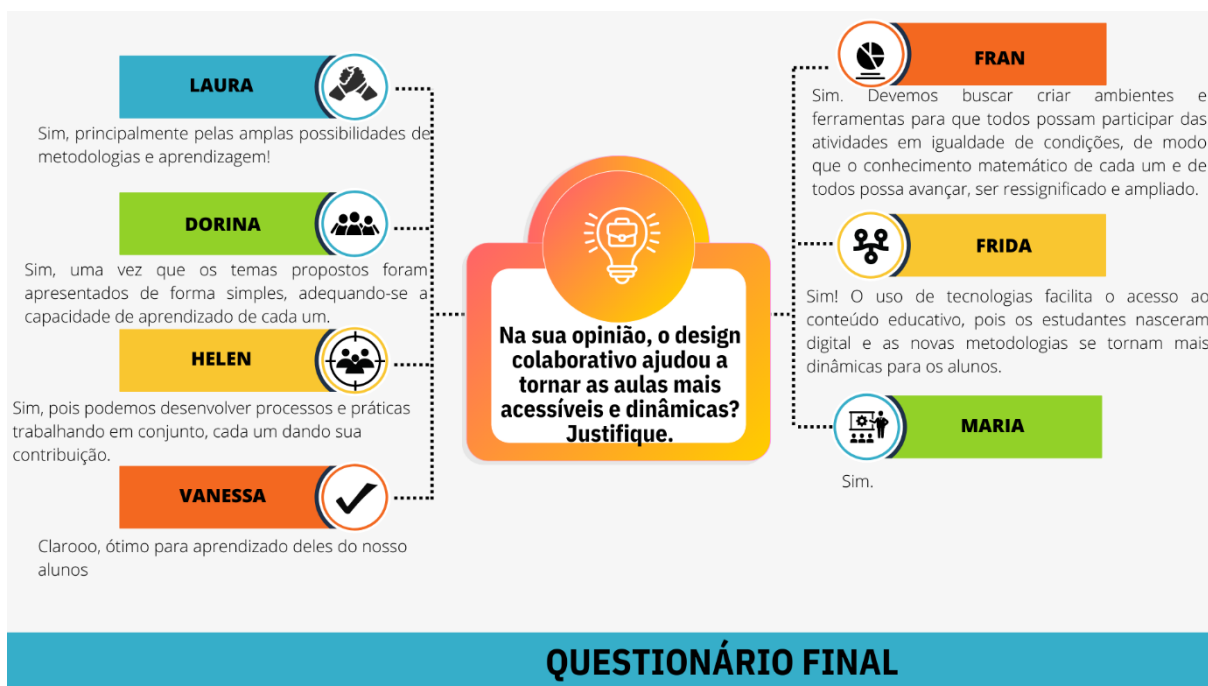 LAURA
Sim, principalmente pelas amplas possibilidades de
metodologias e aprendizagem!
DORINA
Sim, uma vez que os temas propostos foram
apresentados de forma simples, adequando-se a
capacidade de aprendizado de cada um.
HELEN
Sim, pois podemos desenvolver processos e práticas
trabalhando em conjunto, cada um dando sua
contribuição.
VANESSA
Clarooo, ótimo para aprendizado deles do nosso
alunos
Na sua opinião, o design
colaborativo ajudou a
tornar as aulas mais
acessíveis e dinâmicas?
Justifique.
FRAN
Sim. Devemos buscar criar ambientes e
ferramentas para que todos possam participar das
atividades em igualdade de condições, de modo
que o conhecimento matemático de cada um e de
todos possa avançar, ser ressignificado e ampliado.
FRIDA
Sim! O uso de tecnologias facilita o acesso ao
conteúdo educativo, pois os estudantes nasceram
digital e as novas metodologias se tornam mais
dinâmicas para os alunos.
MARIA
Sim.
QUESTIONÁRIO FINAL